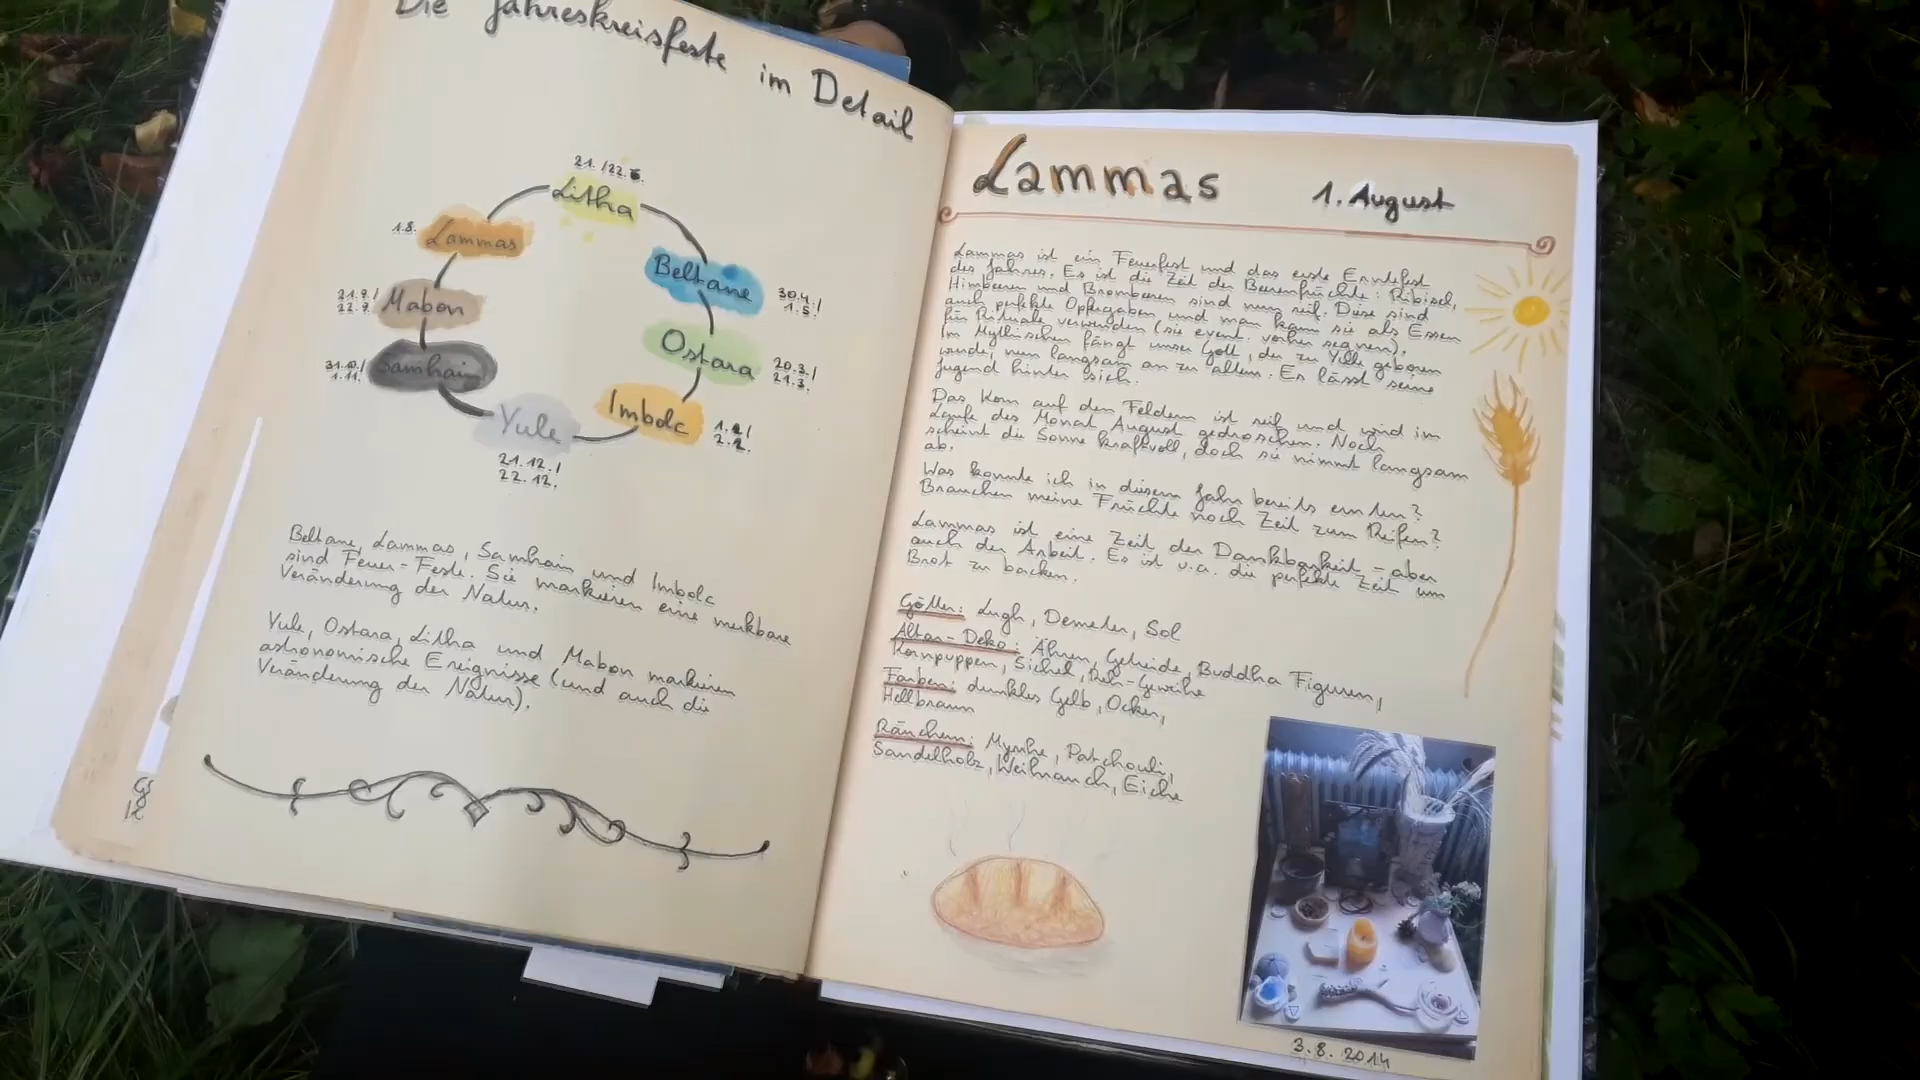 Die Jahreskreisfeste im Detail
21./22.6.
Litha
1.8.
Lammas
Beltane
30.4./
1.5.
21.9./
22.9.
Mabon
Ostara
20.3./
21.3.
31.10./
1.11.
Samhain
Imbolc
1.2./
2.2.
Yule
21.12./
22.12.
Beltane, Lammas, Samhain und Imbolc
sind Feuer-Feste. Sie markieren eine merkbare
Veränderung der Natur.
Yule, Ostara, Litha und Mabon markieren
astronomische Ereignisse (und auch die
Veränderung der Natur).
Lammas 1. August
Lammas ist ein Feuerfest und das erste Erntefest
des Jahres. Es ist die Zeit der Beerenfrüchte: Ribisel,
Himbeeren und Brombeeren sind nun reif. Diese sind
auch perfekte Opfergaben und man kann sie als Essen
für Rituale verwenden (sie event. vorher segnen).
Im Mythischen fängt unser Gott, der zu Yule geboren
wurde, nun langsam an zu altern. Er lässt seine
Jugend hinter sich.
Das Korn auf den Feldern ist reif und wird im
Laufe des Monat August gedroschen. Noch
scheint die Sonne kraftvoll, doch sie nimmt langsam
ab.
Was konnte ich in diesem Jahr bereits ernten?
Brauchen meine Früchte noch Zeit zum Reifen?
Lammas ist eine Zeit der Dankbarkeit - aber
auch der Arbeit. Es ist u.a. die perfekte Zeit um
Brot zu backen.
Götter: Lugh, Demeter, Sol
Altar-Deko: Ähren, Getreide, Buddha Figuren,
Kornpuppen, Sichel, Reh-Geweihe
Farben: dunkles Gelb, Ocker,
Hellbraun
Räuchern: Myrrhe, Patchouli,
Sandelholz, Weihrauch, Eiche
3.8.2014